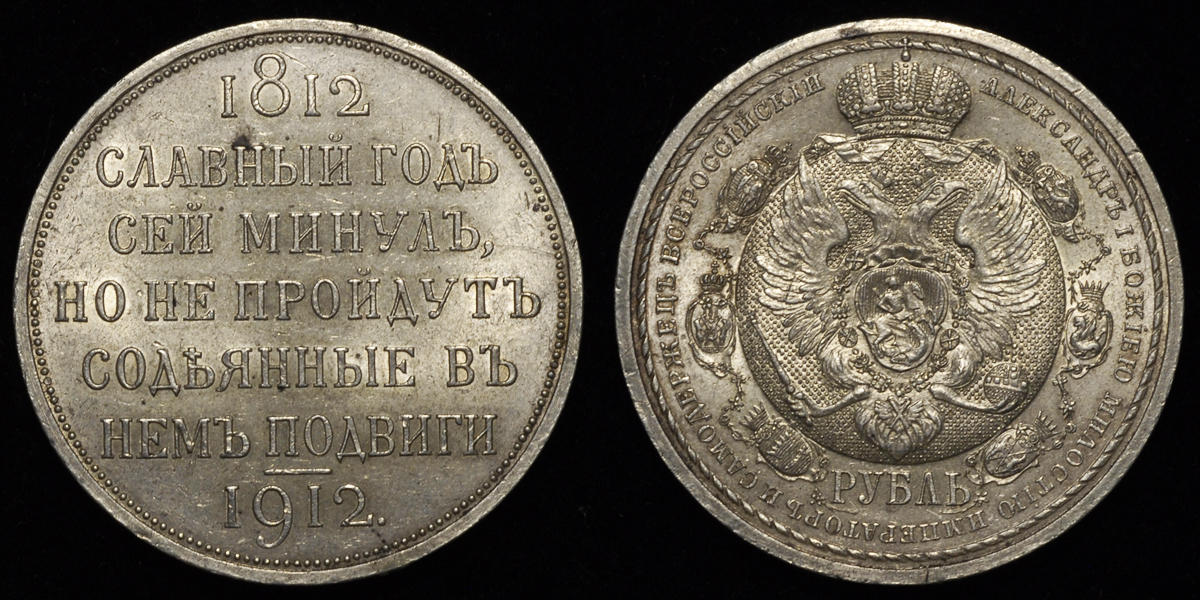 1812
СЛАВНЫЙ ГОДЪ
СЕЙ МИНУЛЪ,
НО НЕ ПРОЙДУТЪ
СОДѢЯННЫЕ ВЪ
НЕМЪ ПОДВИГИ
1912.
АЛЕКСАНДРЪ I БОЖІЕЮ МИЛОСТІЮ ИМПЕРАТОРЪ И САМОДЕРЖЕЦЪ ВСЕРОССІЙСКІЙ
РУБЛЬ